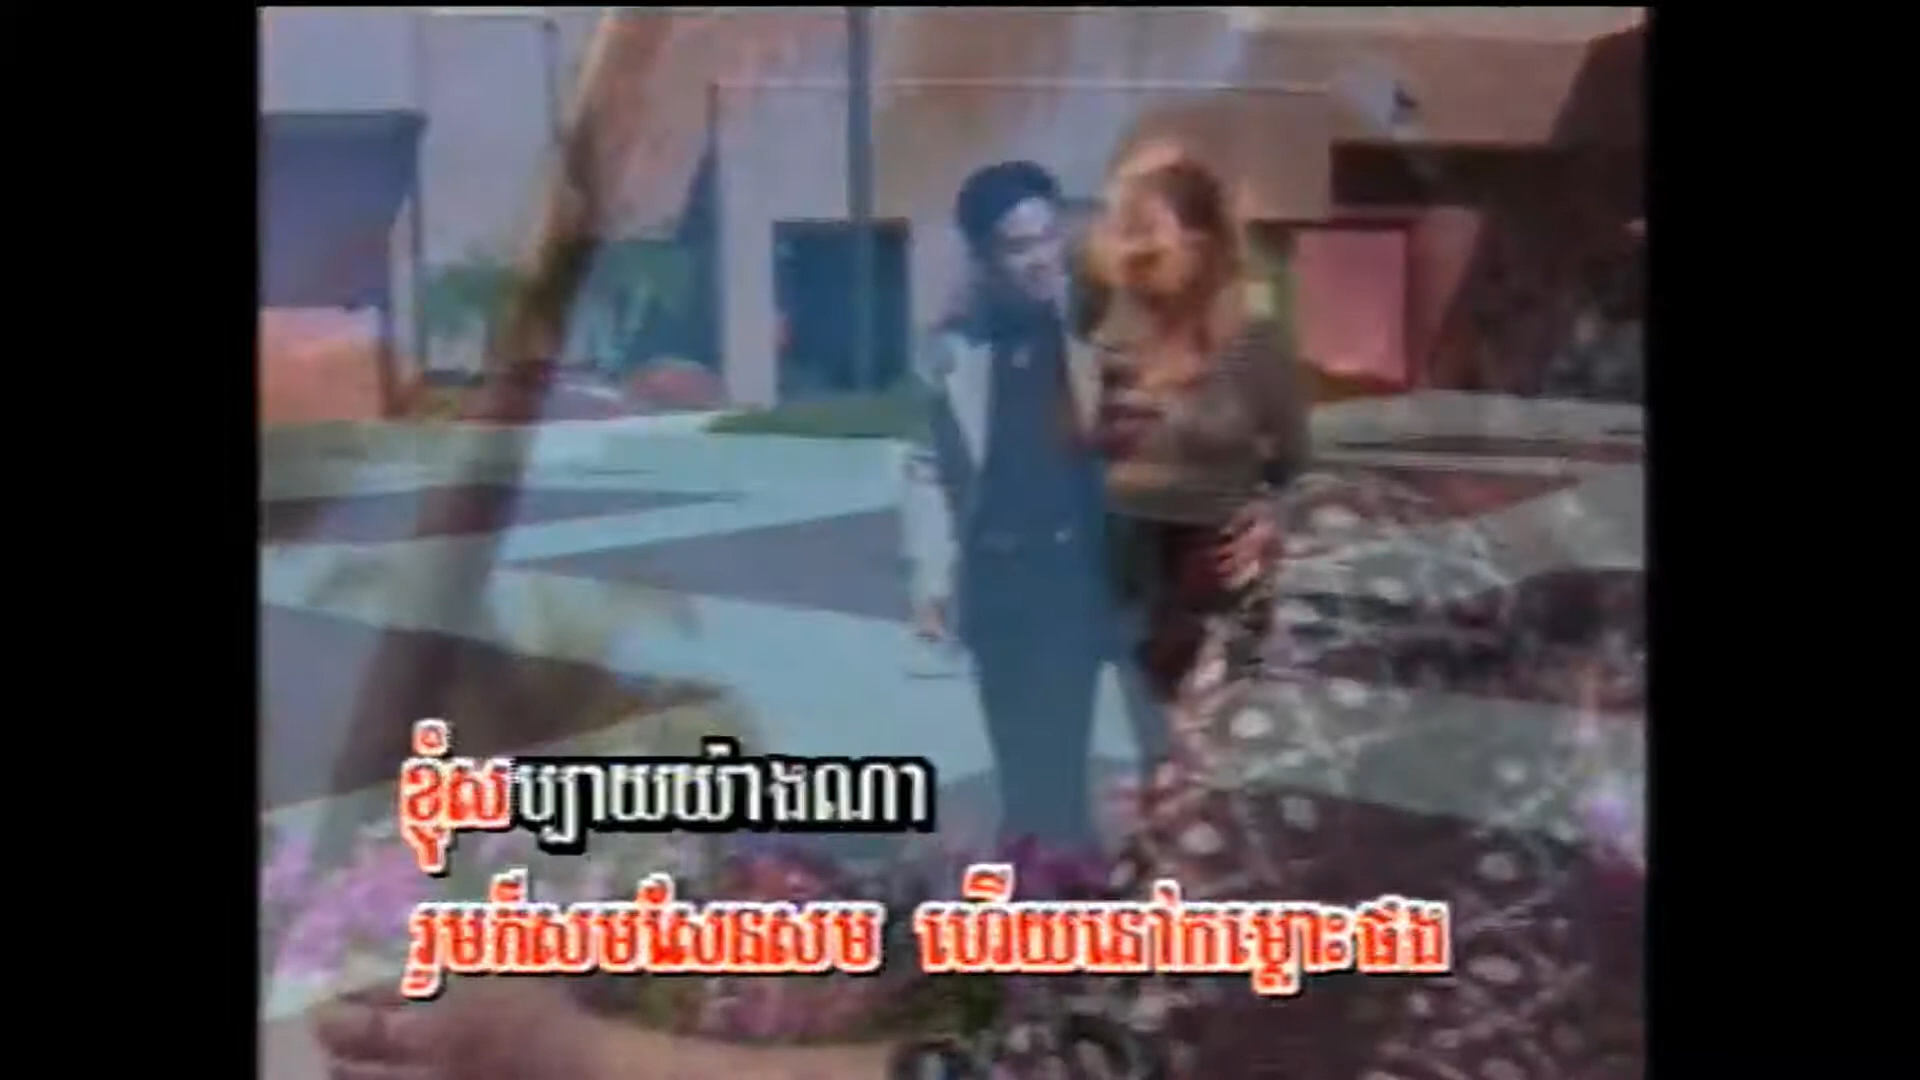 ខ្ញុំសប្បាយយ៉ាងណា
រូមក៏សមសែនសម ហើយនៅកម្លោះផង